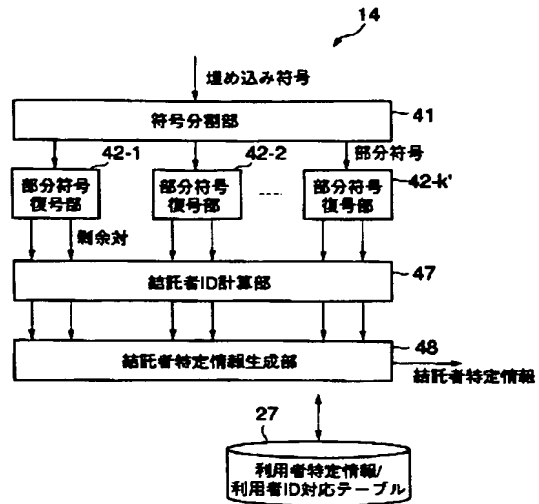 14
埋め込み符号
符号分割部
41
部分符号
42-1
42-2
42-k'
部分符号
復号部
部分符号
復号部
部分符号
復号部
剰余対
結託者ID計算部
47
結託者特定情報生成部
48
結託者特定情報
27
利用者特定情報/
利用者ID対応テーブル